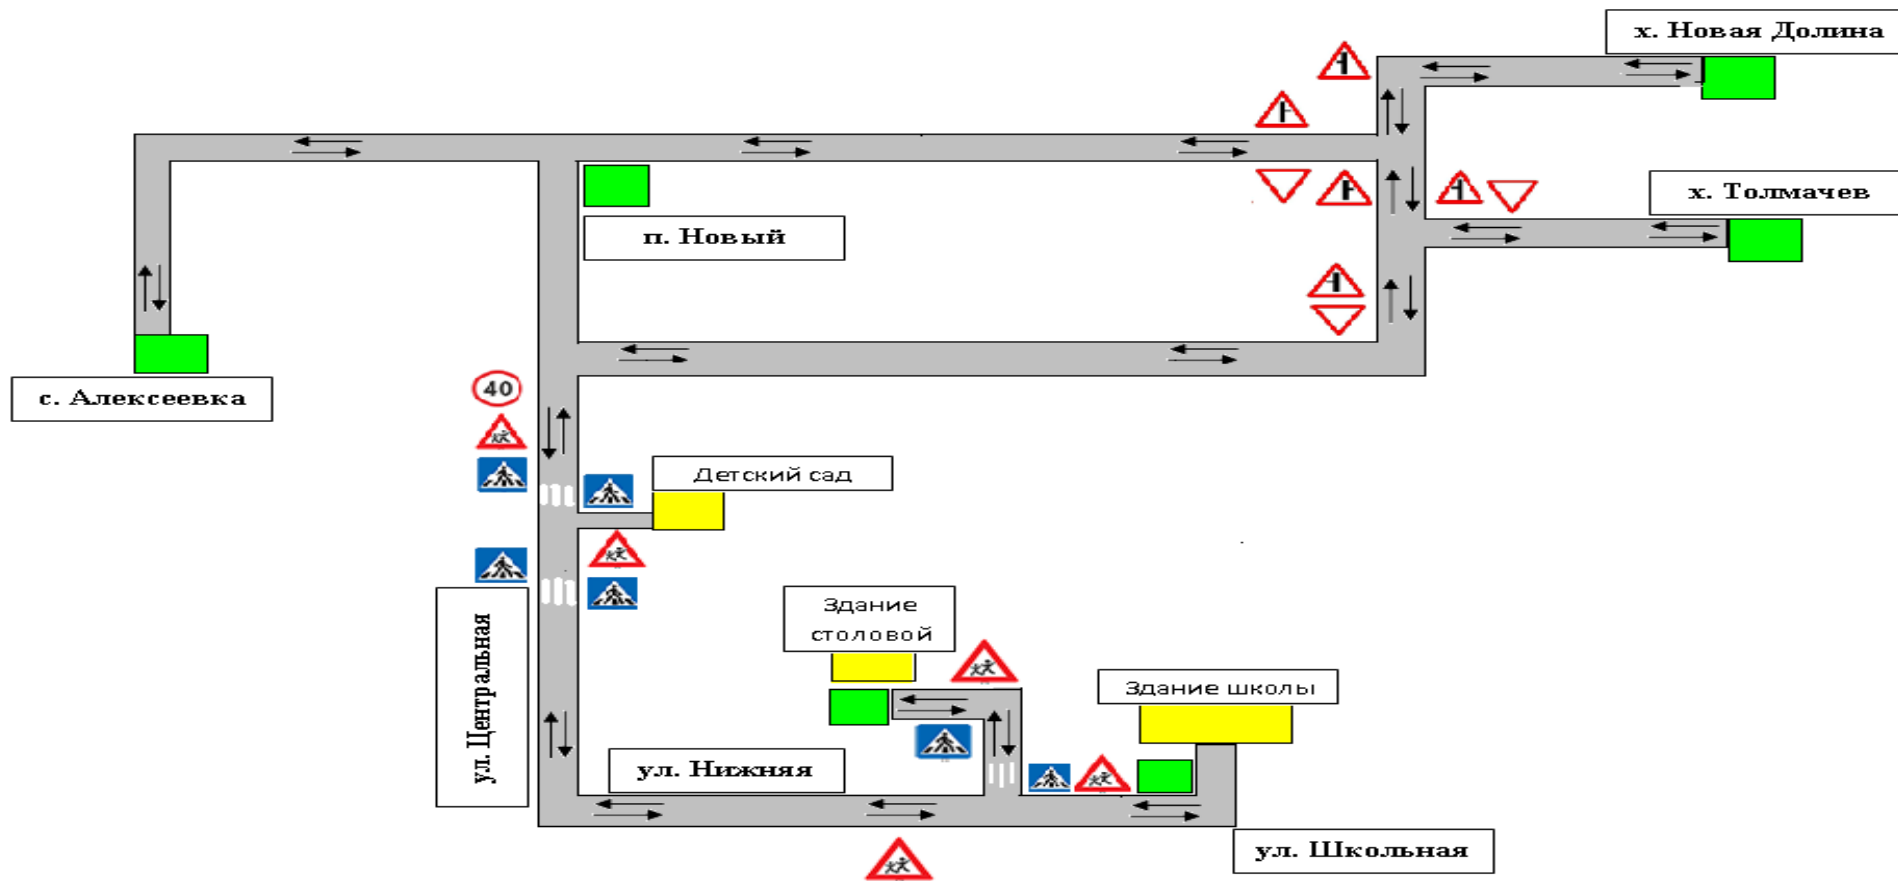 х. Новая Долина
х. Толмачев
п. Новый
с. Алексеевка
40
Детский сад
Здание
столовой
ул. Центральная
Здание школы
ул. Нижняя
ул. Школьная